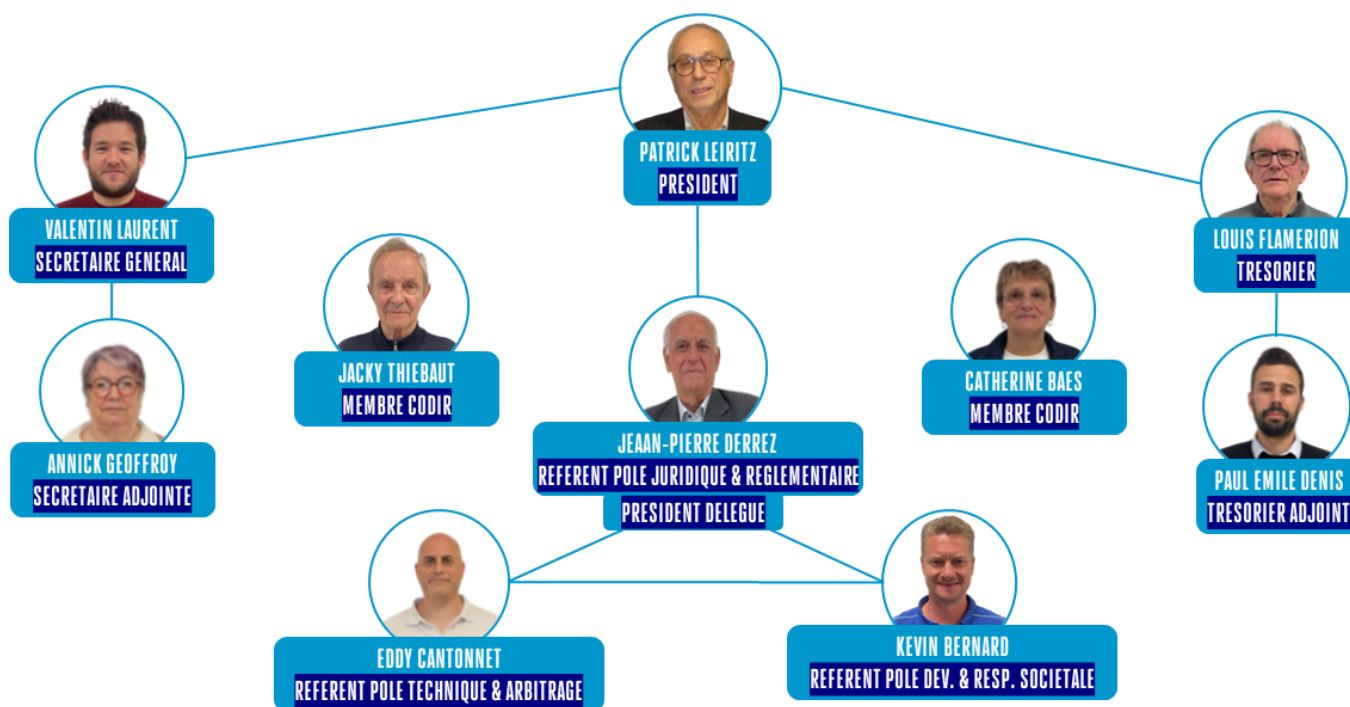 PATRICK LEIRITZ
PRESIDENT
VALENTIN LAURENT
SECRETAIRE GENERAL
LOUIS FLAMERION
TRESORIER
JACKY THIEBAUT
MEMBRE CODIR
CATHERINE BAES
MEMBRE CODIR
JEAAN-PIERRE DERREZ
REFERENT POLE JURIDIQUE & REGLEMENTAIRE
PRESIDENT DELEGUE
ANNICK GEOFFROY
SECRETAIRE ADJOINTE
PAUL EMILE DENIS
TRESORIER ADJOINT
EDDY CANTONNET
REFERENT POLE TECHNIQUE & ARBITRAGE
KEVIN BERNARD
REFERENT POLE DEV. & RESP. SOCIETALE